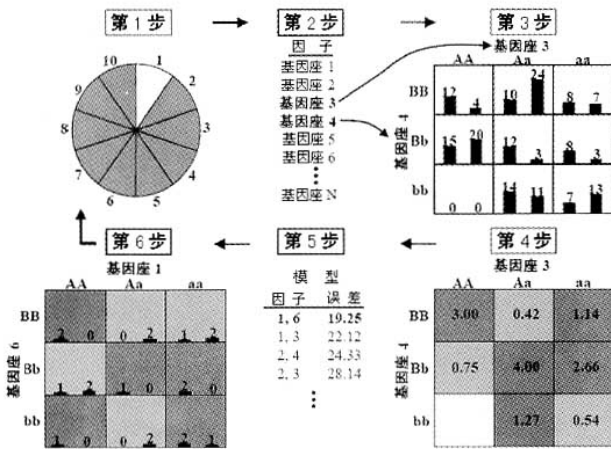 第1步
第2步
第3步
10 1
9 2
8 3
7 4
6 5
因 子
基因座 1
基因座 2
基因座 3
基因座 4
基因座 5
基因座 6
基因座 N
基因座 3
AA Aa aa
基因座 4
BB 12 4 10 24 8 7
Bb 15 20 12 3 8 3
bb 0 0 14 11 7 13
第6步
第5步
第4步
基因座 1
AA Aa aa
基因座 6
BB 2 0 0 2 1 2
Bb 1 2 1 0 2 0
bb 1 0 0 2 2 1
模 型
因 子 误 差
1, 6 19.25
1, 3 22.12
2, 4 24.33
2, 3 28.14
基因座 3
AA Aa aa
基因座 4
BB 3.00 0.42 1.14
Bb 0.75 4.00 2.66
bb 1.27 0.54